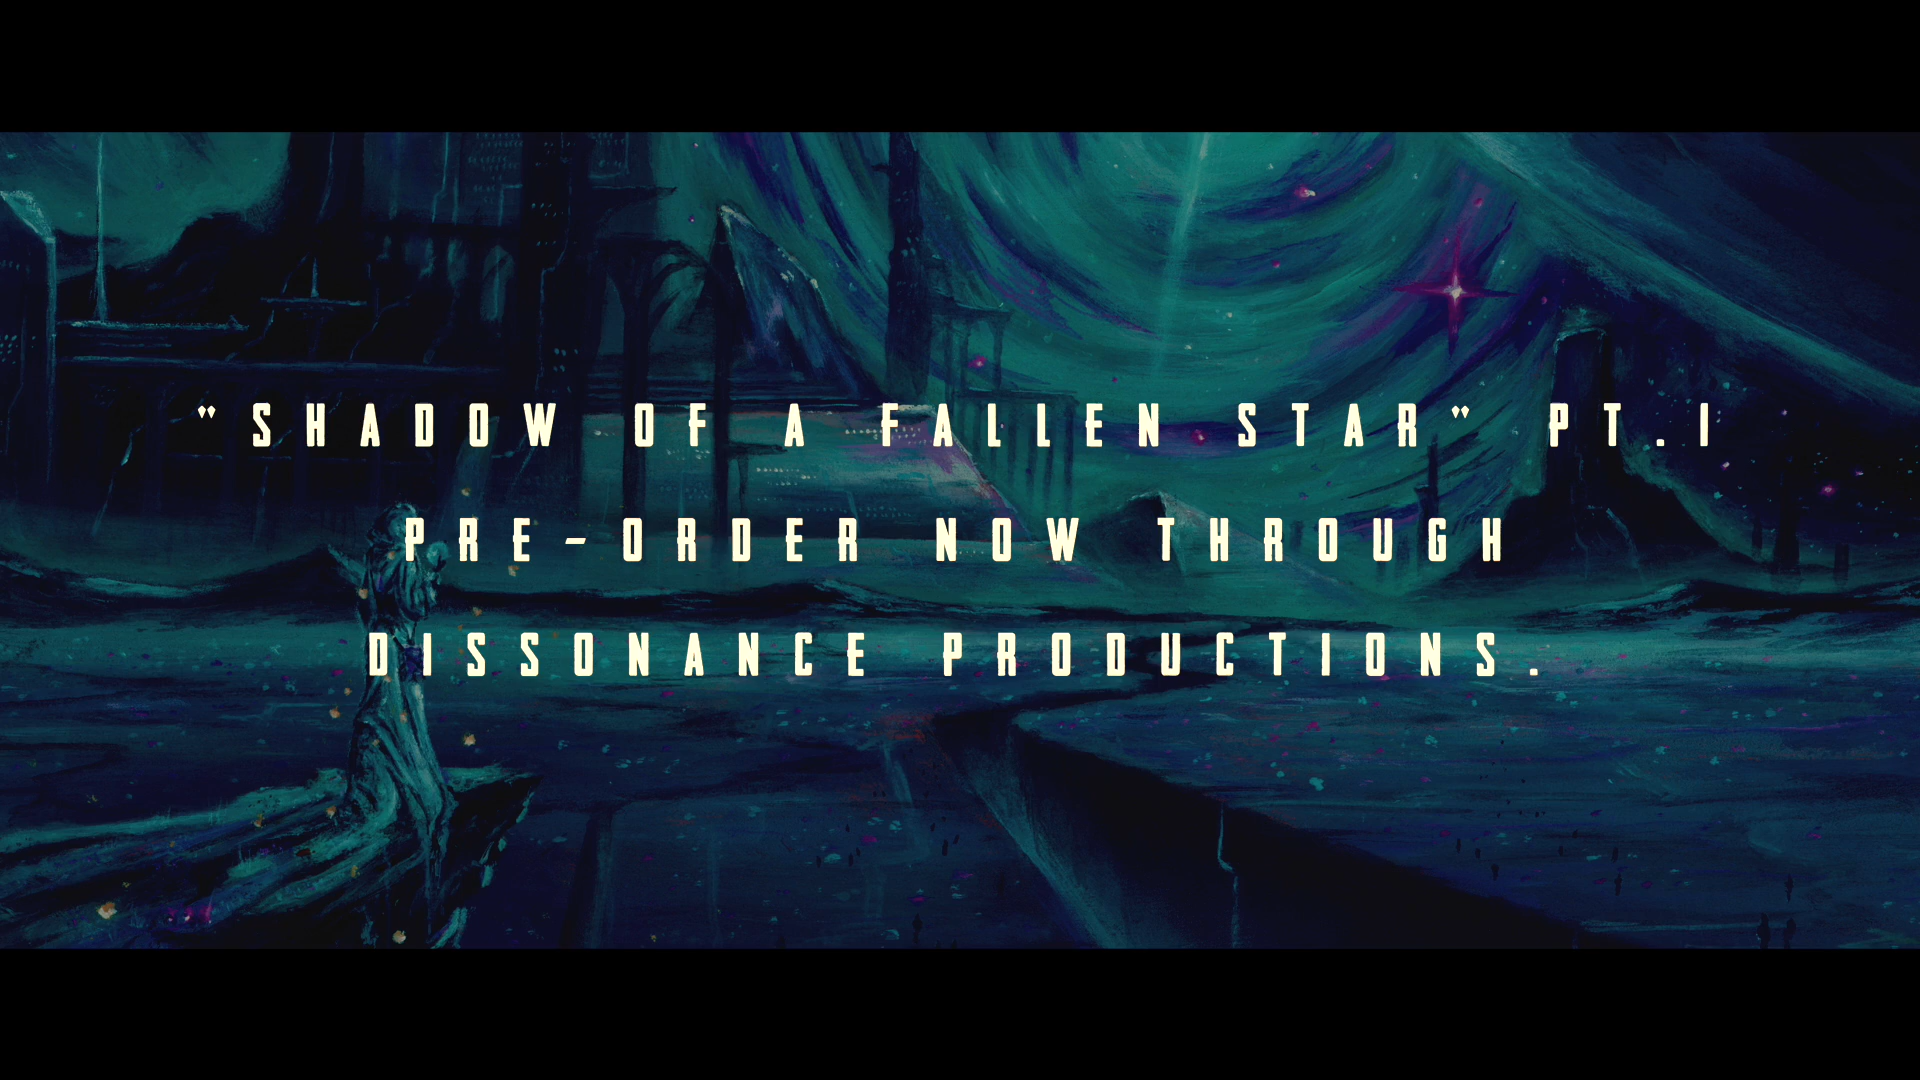 "SHADOW OF A FALLEN STAR" PT.I
PRE-ORDER NOW THROUGH
DISSONANCE PRODUCTIONS.